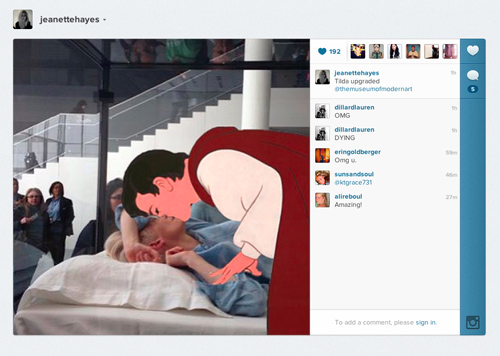 jeanettehayes
192
jeanettehayes 1h
Tilda upgraded
@themuseumofmodernart
dillardlauren 1h
OMG
dillardlauren 1h
DYING
eringoldberger 59m
Omg u.
sunsandsoul 48m
@ktgrace731
alireboul 27m
Amazing!
5
To add a comment, please sign in.